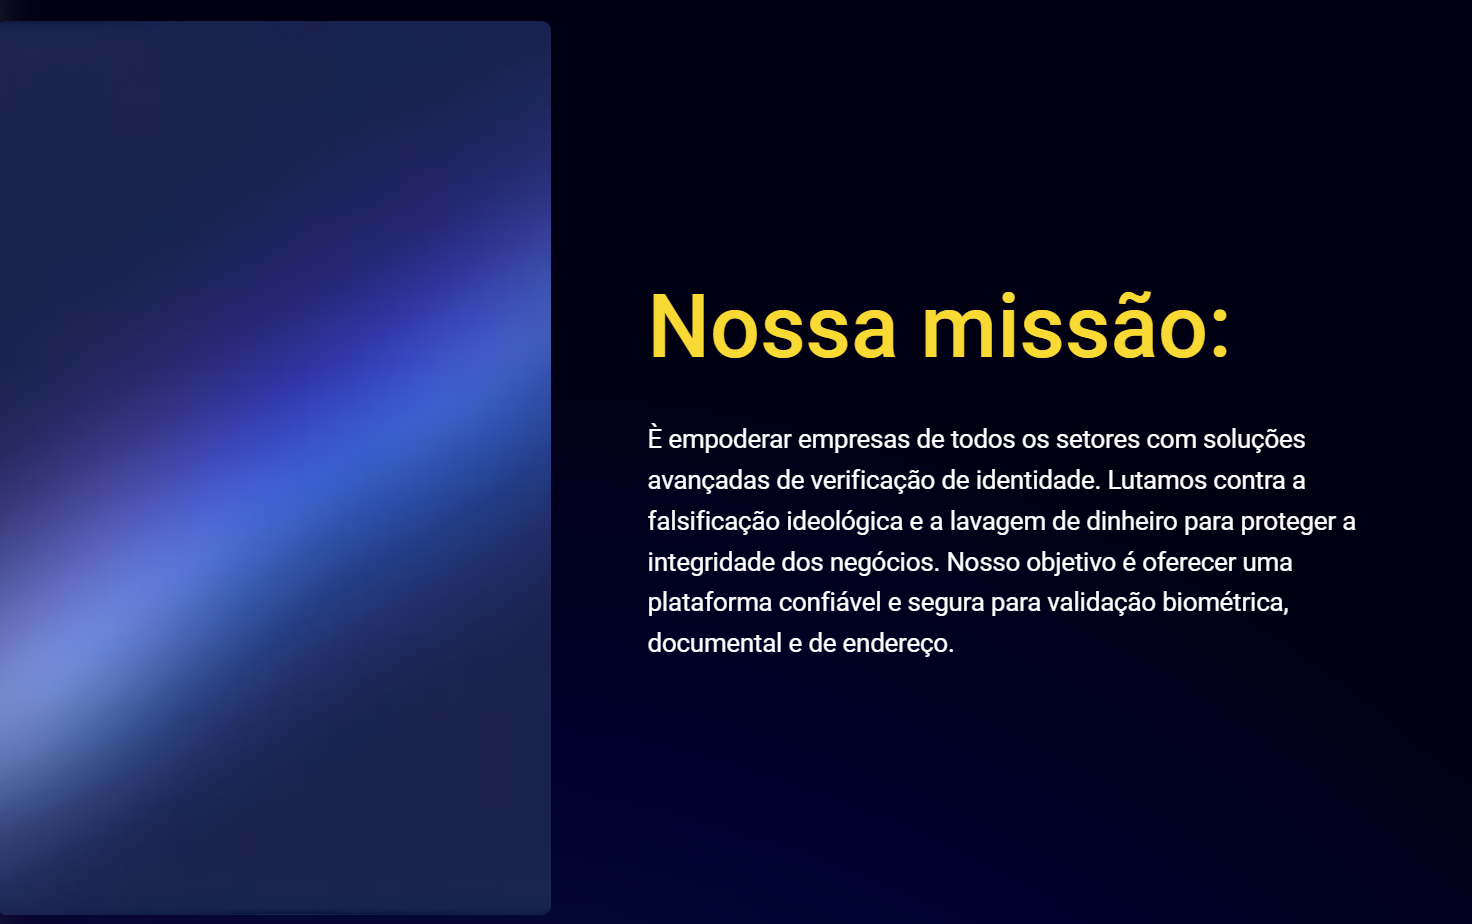 Nossa missão:
È empoderar empresas de todos os setores com soluções
avançadas de verificação de identidade. Lutamos contra a
falsificação ideológica e a lavagem de dinheiro para proteger a
integridade dos negócios. Nosso objetivo é oferecer uma
plataforma confiável e segura para validação biométrica,
documental e de endereço.